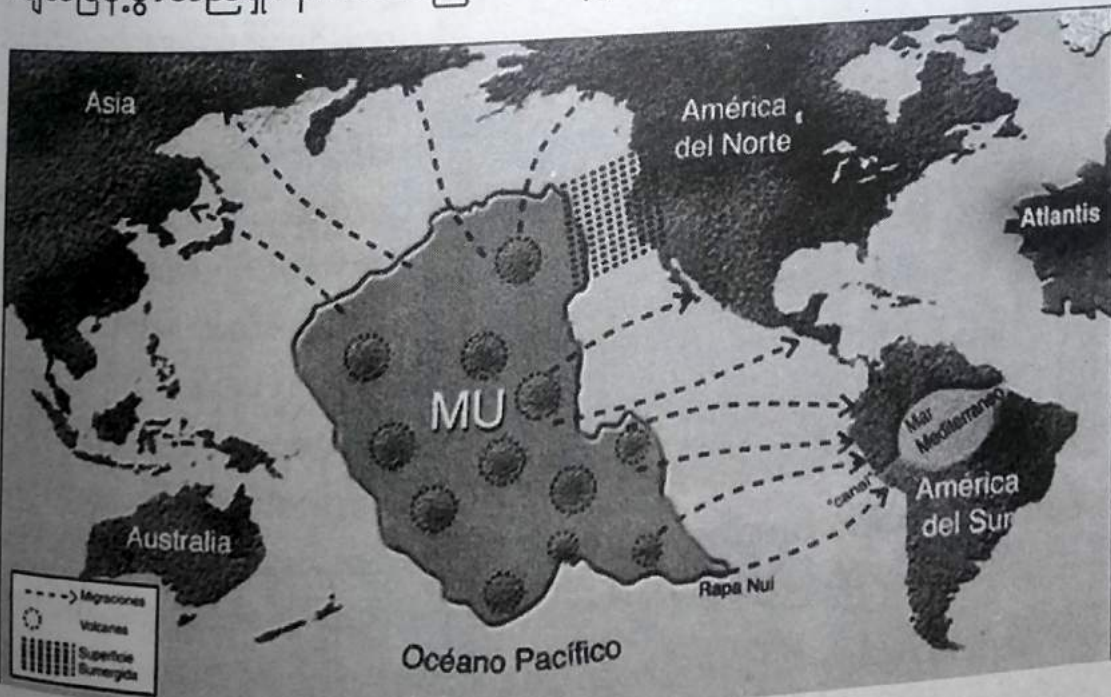 Asia
América
del Norte
Atlantis
MU
Mar
Mediterraneo
"canal"
América
del Sur
Australia
Rapa Nui
Migraciones
Volcanes
Superficie
Sumergida
Océano Pacífico